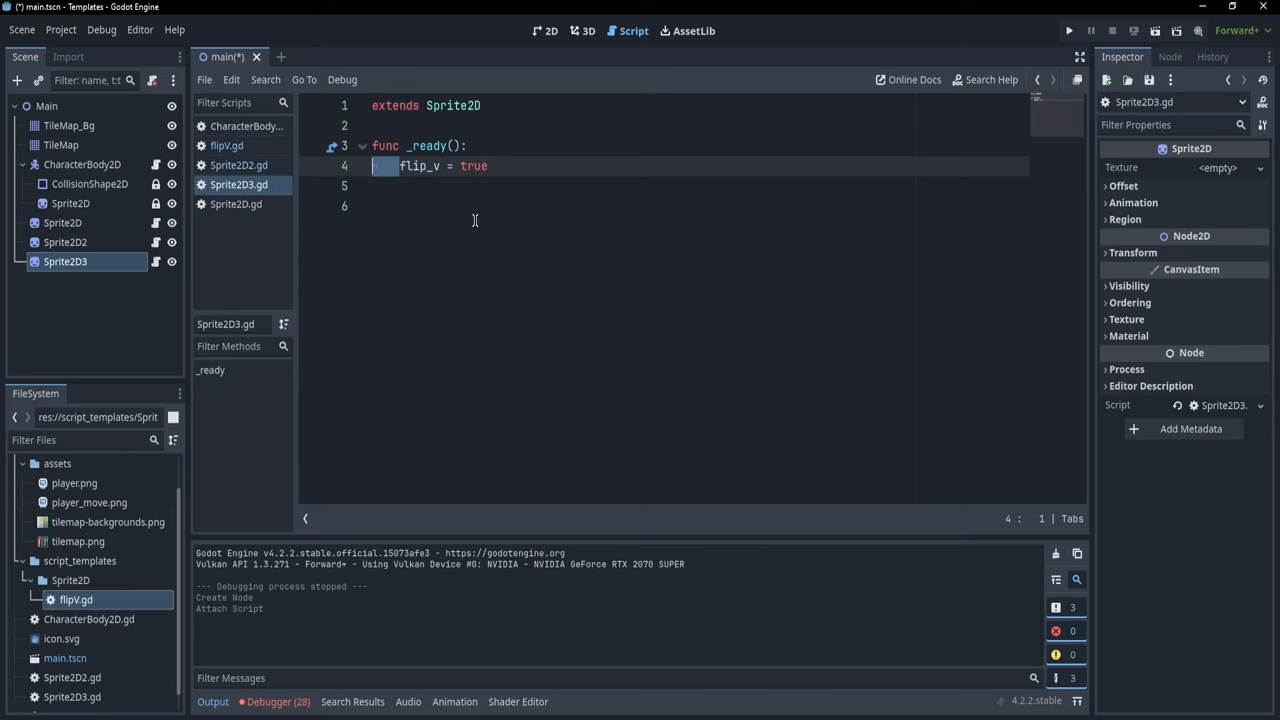 (*) main.tscn - Templates - Godot Engine
Scene Project Debug Editor Help
2D 3D Script AssetLib
Forward+
Scene Import
Filter: name, t:t
Main
TileMap_Bg
TileMap
CharacterBody2D
CollisionShape2D
Sprite2D
Sprite2D
Sprite2D2
Sprite2D3
FileSystem
res://script_templates/Sprit
Filter Files
assets
player.png
player_move.png
tilemap-backgrounds.png
tilemap.png
script_templates
Sprite2D
flipV.gd
CharacterBody2D.gd
icon.svg
main.tscn
Sprite2D2.gd
Sprite2D3.gd
main(*)
File Edit Search Go To Debug
Online Docs Search Help
Filter Scripts
CharacterBody...
flipV.gd
Sprite2D2.gd
Sprite2D3.gd
Sprite2D.gd
Sprite2D3.gd
Filter Methods
_ready
1 extends Sprite2D
2
3 func _ready():
4 flip_v = true
5
6
4 : 1 | Tabs
Godot Engine v4.2.2.stable.official.15073afe3 - https://godotengine.org
Vulkan API 1.3.271 - Forward+ - Using Vulkan Device #0: NVIDIA - NVIDIA GeForce RTX 2070 SUPER
--- Debugging process stopped ---
Create Node
Attach Script
3
0
0
3
Filter Messages
Output Debugger (28) Search Results Audio Animation Shader Editor
4.2.2.stable
Inspector Node History
Sprite2D3.gd
Filter Properties
Sprite2D
Texture <empty>
Offset
Animation
Region
Node2D
Transform
CanvasItem
Visibility
Ordering
Texture
Material
Node
Process
Editor Description
Script Sprite2D3.
Add Metadata